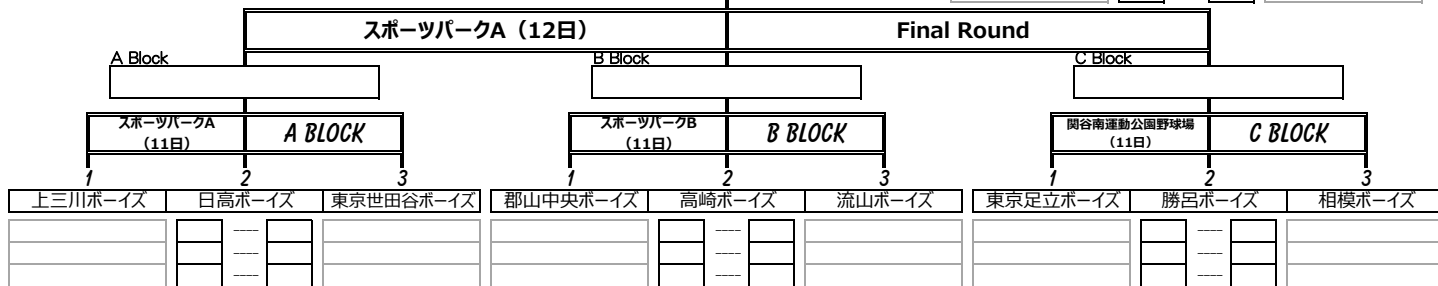 スポーツパークA（12日） Final Round
A Block B Block C Block
スポーツパークA
（11日）
A BLOCK
スポーツパークB
（11日）
B BLOCK
関谷南運動公園野球場
（11日）
C BLOCK
1 2 3 1 2 3 1 2 3
上三川ボーイズ 日高ボーイズ 東京世田谷ボーイズ 郡山中央ボーイズ 高崎ボーイズ 流山ボーイズ 東京足立ボーイズ 勝呂ボーイズ 相模ボーイズ
---- ---- ----
---- ---- ----
---- ---- ----